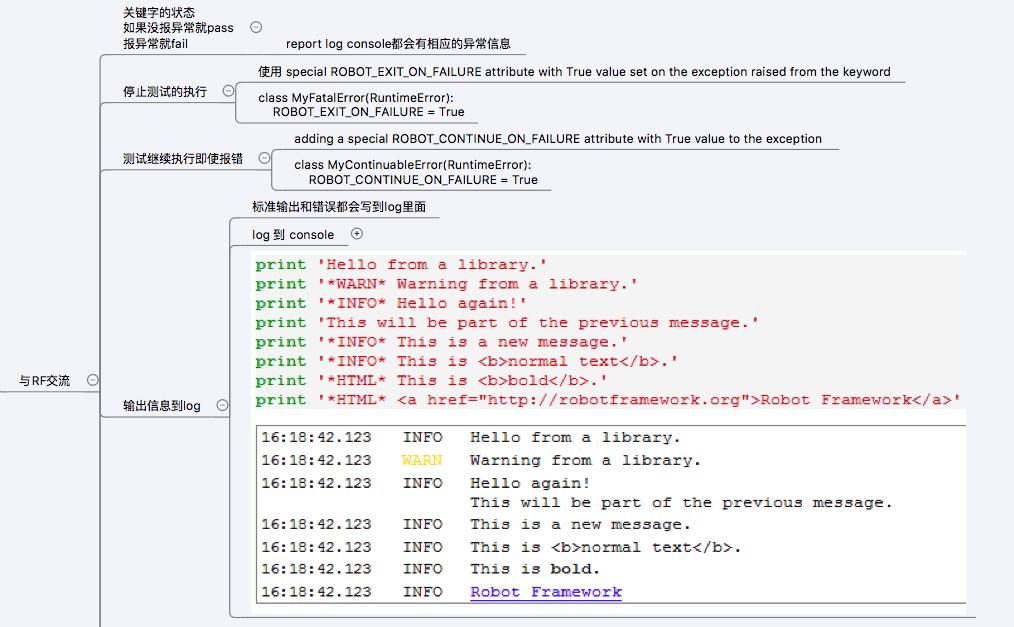 关键字的状态
如果没报异常就pass
报异常就fail
report log console都会有相应的异常信息
停止测试的执行
使用 special ROBOT_EXIT_ON_FAILURE attribute with True value set on the exception raised from the keyword
class MyFatalError(RuntimeError):
ROBOT_EXIT_ON_FAILURE = True
测试继续执行即使报错
adding a special ROBOT_CONTINUE_ON_FAILURE attribute with True value to the exception
class MyContinuableError(RuntimeError):
ROBOT_CONTINUE_ON_FAILURE = True
与RF交流
输出信息到log
标准输出和错误都会写到log里面
log 到 console
print 'Hello from a library.'
print '*WARN* Warning from a library.'
print '*INFO* Hello again!'
print 'This will be part of the previous message.'
print '*INFO* This is a new message.'
print '*INFO* This is <b>normal text</b>.'
print '*HTML* This is <b>bold</b>.'
print '*HTML* <a href="http://robotframework.org">Robot Framework</a>'
16:18:42.123 INFO Hello from a library.
16:18:42.123 WARN Warning from a library.
16:18:42.123 INFO Hello again!
This will be part of the previous message.
16:18:42.123 INFO This is a new message.
16:18:42.123 INFO This is <b>normal text</b>.
16:18:42.123 INFO This is bold.
16:18:42.123 INFO Robot Framework